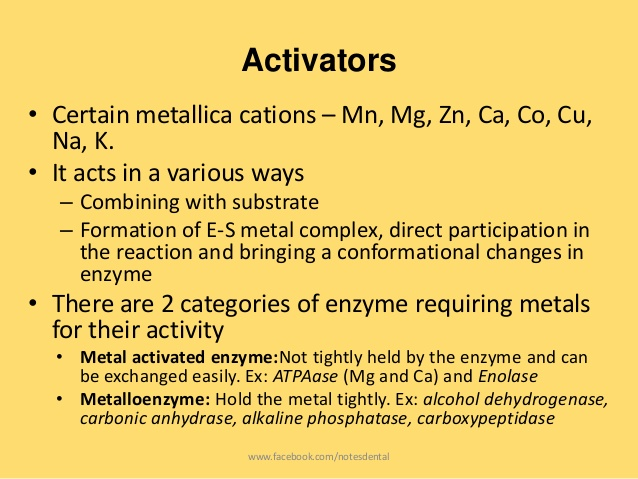 Activators
• Certain metallica cations – Mn, Mg, Zn, Ca, Co, Cu,
Na, K.
• It acts in a various ways
– Combining with substrate
– Formation of E-S metal complex, direct participation in
the reaction and bringing a conformational changes in
enzyme
• There are 2 categories of enzyme requiring metals
for their activity
• Metal activated enzyme:Not tightly held by the enzyme and can
be exchanged easily. Ex: ATPAase (Mg and Ca) and Enolase
• Metalloenzyme: Hold the metal tightly. Ex: alcohol dehydrogenase,
carbonic anhydrase, alkaline phosphatase, carboxypeptidase
www.facebook.com/notesdental